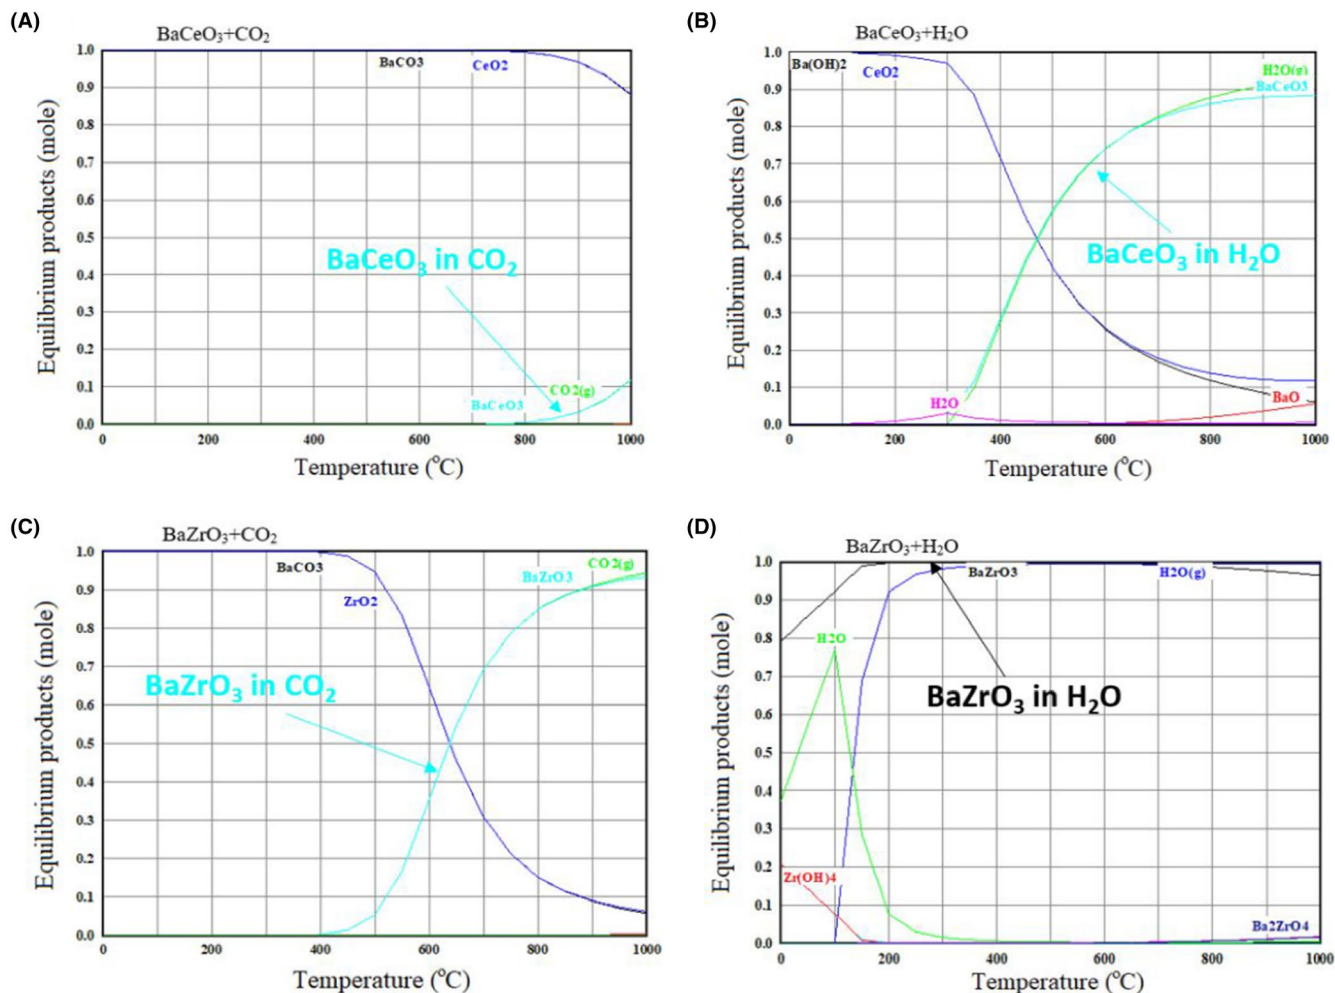 (A)
BaCeO3+CO2
1.0
0.9
0.8
0.7
0.6
0.5
0.4
0.3
0.2
0.1
0.0
Equilibrium products (mole)
BaCO3
CeO2
BaCeO3 in CO2
CO2(g)
BaCeO3
0 200 400 600 800 1000
Temperature (°C)
(B)
BaCeO3+H2O
1.0
0.9
0.8
0.7
0.6
0.5
0.4
0.3
0.2
0.1
0.0
Equilibrium products (mole)
Ba(OH)2
CeO2
H2O(g)
BaCeO3
BaCeO3 in H2O
H2O
BaO
0 200 400 600 800 1000
Temperature (°C)
(C)
BaZrO3+CO2
1.0
0.9
0.8
0.7
0.6
0.5
0.4
0.3
0.2
0.1
0.0
Equilibrium products (mole)
BaCO3
CO2(g)
BaZrO3
ZrO2
BaZrO3 in CO2
0 200 400 600 800 1000
Temperature (°C)
(D)
BaZrO3+H2O
1.0
0.9
0.8
0.7
0.6
0.5
0.4
0.3
0.2
0.1
0.0
Equilibrium products (mole)
BaZrO3
H2O(g)
H2O
BaZrO3 in H2O
Zr(OH)4
Ba2ZrO4
0 200 400 600 800 1000
Temperature (°C)